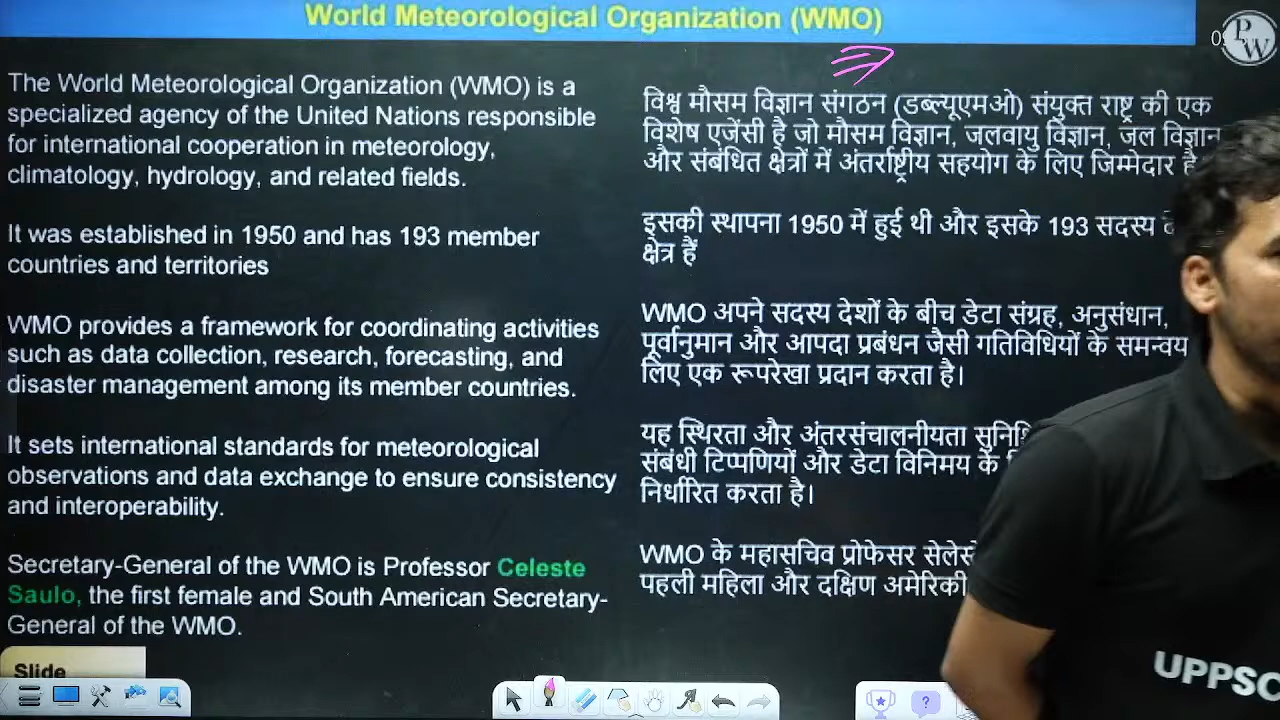 World Meteorological Organization (WMO)
PW
The World Meteorological Organization (WMO) is a
specialized agency of the United Nations responsible
for international cooperation in meteorology,
climatology, hydrology, and related fields.
It was established in 1950 and has 193 member
countries and territories
WMO provides a framework for coordinating activities
such as data collection, research, forecasting, and
disaster management among its member countries.
It sets international standards for meteorological
observations and data exchange to ensure consistency
and interoperability.
Secretary-General of the WMO is Professor Celeste
Saulo, the first female and South American Secretary-
General of the WMO.
विश्व मौसम विज्ञान संगठन (डब्ल्यूएमओ) संयुक्त राष्ट्र की एक
विशेष एजेंसी है जो मौसम विज्ञान, जलवायु विज्ञान, जल विज्ञान
और संबंधित क्षेत्रों में अंतर्राष्ट्रीय सहयोग के लिए जिम्मेदार है
इसकी स्थापना 1950 में हुई थी और इसके 193 सदस्य
क्षेत्र हैं
WMO अपने सदस्य देशों के बीच डेटा संग्रह, अनुसंधान,
पूर्वानुमान और आपदा प्रबंधन जैसी गतिविधियों के समन्वय
लिए एक रूपरेखा प्रदान करता है।
यह स्थिरता और अंतरसंचालनीयता
संबंधी टिप्पणियों और डेटा विनिमय के
निर्धारित करता है।
WMO के महासचिव प्रोफेसर
पहली महिला और दक्षिण अमेरिकी
UPPSC
Slide